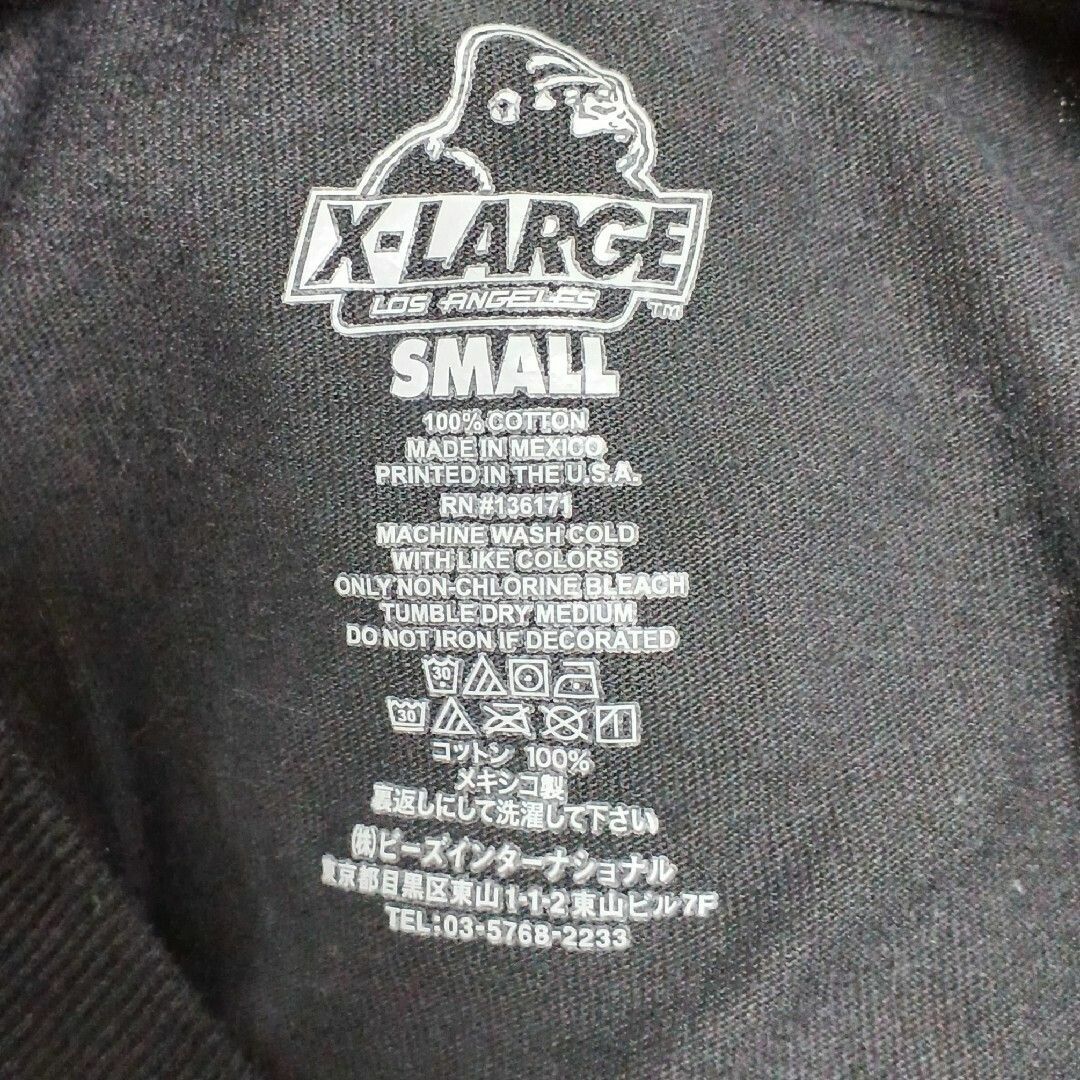 X-LARGE
LOS ANGELES
TM
SMALL
100% COTTON
MADE IN MEXICO
PRINTED IN THE U.S.A.
RN #136171
MACHINE WASH COLD
WITH LIKE COLORS
ONLY NON-CHLORINE BLEACH
TUMBLE DRY MEDIUM
DO NOT IRON IF DECORATED
30
30
コットン 100%
メキシコ製
裏返しにして洗濯して下さい
㈱ビーズインターナショナル
東京都目黒区東山1-1-2東山ビル7F
TEL:03-5768-2233